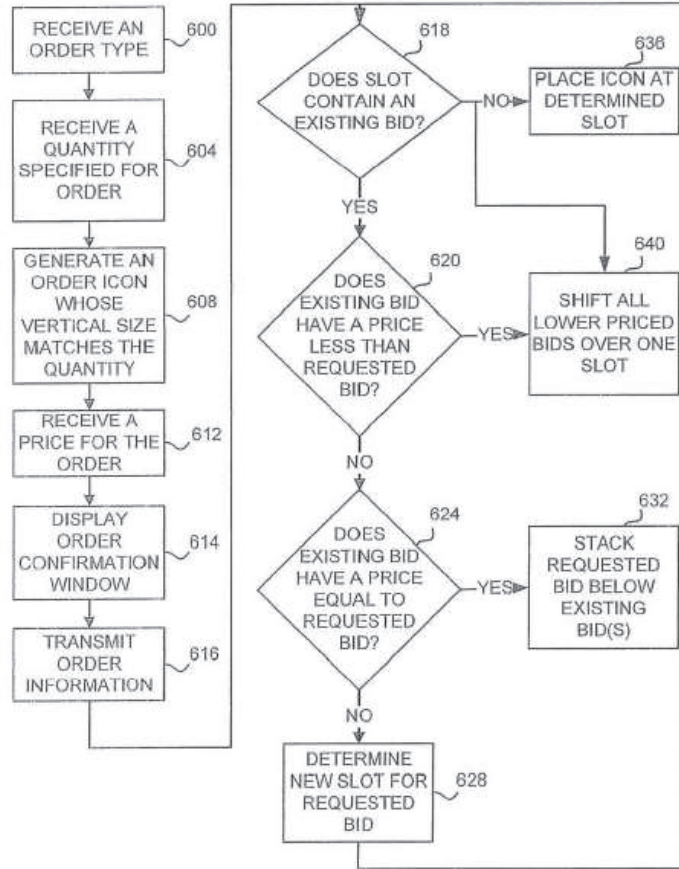 RECEIVE AN
ORDER TYPE
600
RECEIVE A
QUANTITY
SPECIFIED FOR
ORDER
604
GENERATE AN
ORDER ICON
WHOSE
VERTICAL SIZE
MATCHES THE
QUANTITY
608
RECEIVE A
PRICE FOR THE
ORDER
612
DISPLAY
ORDER
CONFIRMATION
WINDOW
614
TRANSMIT
ORDER
INFORMATION
616
618
DOES SLOT
CONTAIN AN
EXISTING BID?
NO
636
PLACE ICON AT
DETERMINED
SLOT
YES
620
DOES
EXISTING BID
HAVE A PRICE
LESS THAN
REQUESTED
BID?
YES
640
SHIFT ALL
LOWER PRICED
BIDS OVER ONE
SLOT
NO
624
DOES
EXISTING BID
HAVE A PRICE
EQUAL TO
REQUESTED
BID?
YES
632
STACK
REQUESTED
BID BELOW
EXISTING
BID(S)
NO
DETERMINE
NEW SLOT FOR
REQUESTED
BID
628